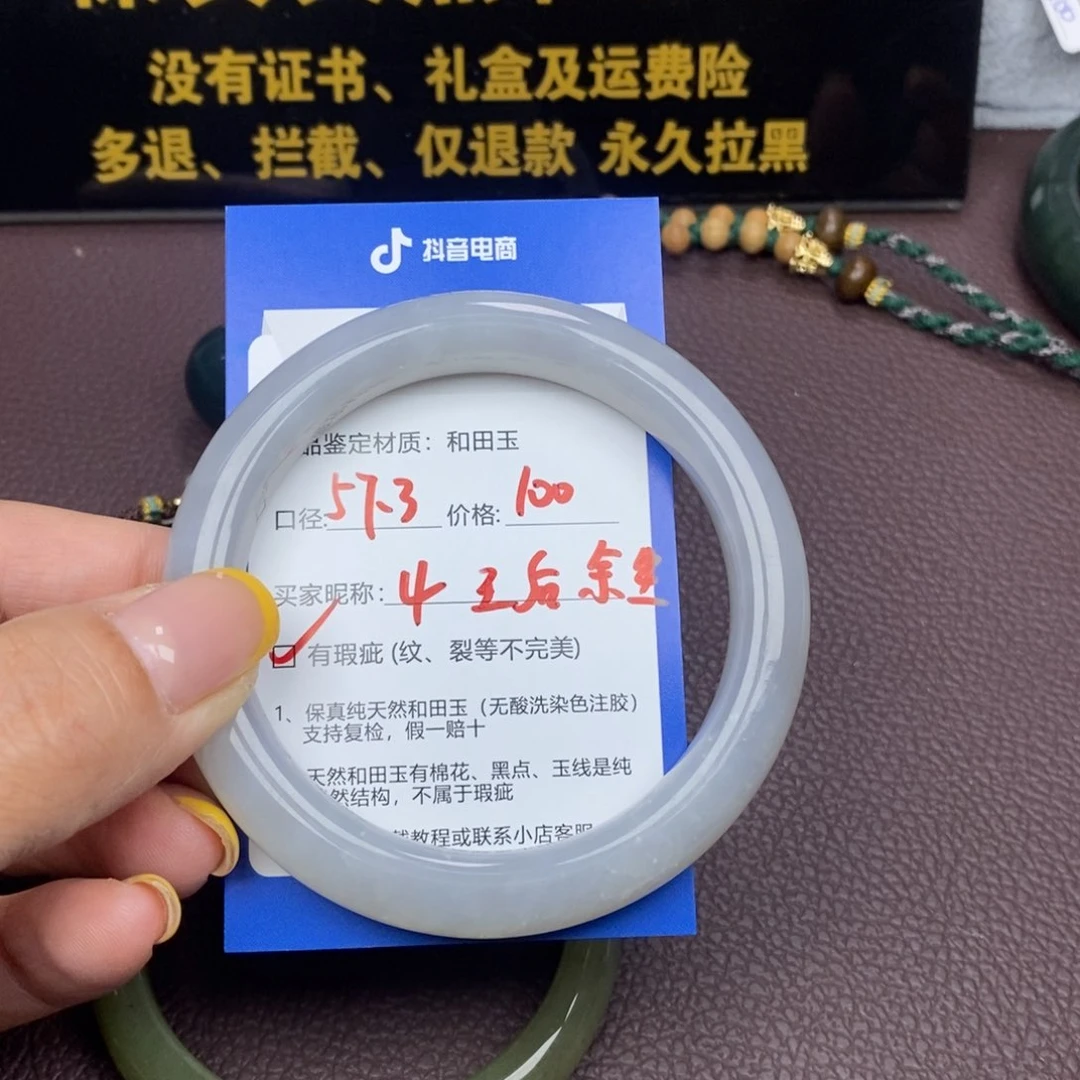 没有证书、礼盒及运费险
多退、拦截、仅退款 永久拉黑
抖音电商
品鉴定材质：和田玉
口径: 57.3 价格: 100
买家昵称: 4 王后余生
有瑕疵 (纹、裂等不完美)
1、保真纯天然和田玉（无酸洗染色注胶）
支持复检，假一赔十
天然和田玉有棉花、黑点、玉线是纯
然结构，不属于瑕疵
教程或联系小店客服